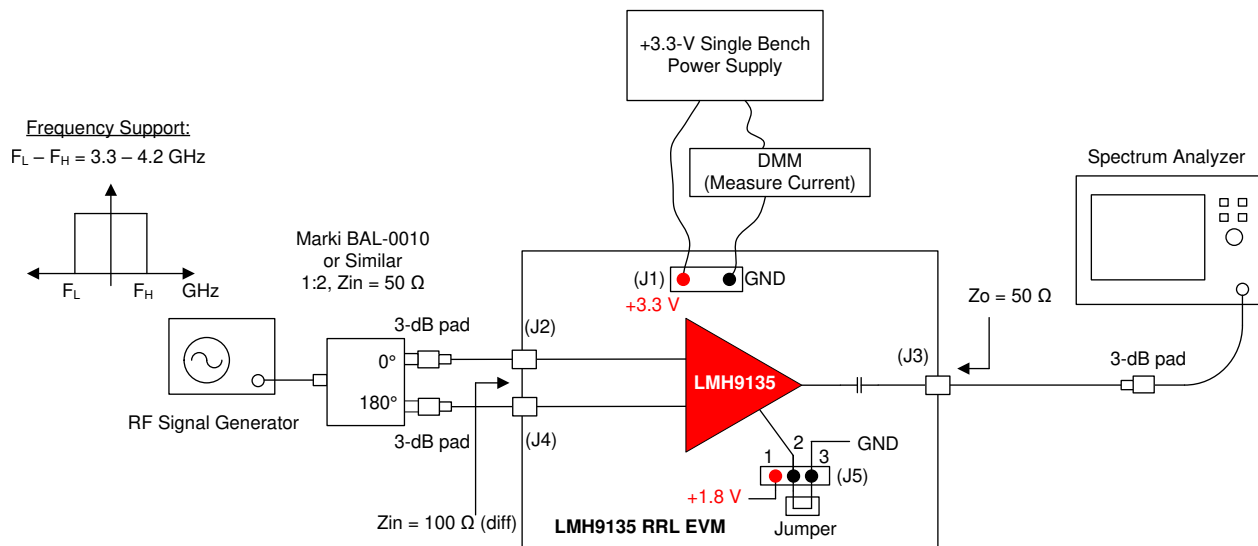 +3.3-V Single Bench
Power Supply
DMM
(Measure Current)
Frequency Support:
FL – FH = 3.3 – 4.2 GHz
FL
FH
GHz
Marki BAL-0010
or Similar
1:2, Zin = 50 Ω
RF Signal Generator
0°
180°
3-dB pad
3-dB pad
(J2)
(J4)
Zin = 100 Ω (diff)
(J1)
GND
+3.3 V
LMH9135
(J3)
Zo = 50 Ω
3-dB pad
Spectrum Analyzer
GND
1
2
3
(J5)
+1.8 V
Jumper
LMH9135 RRL EVM